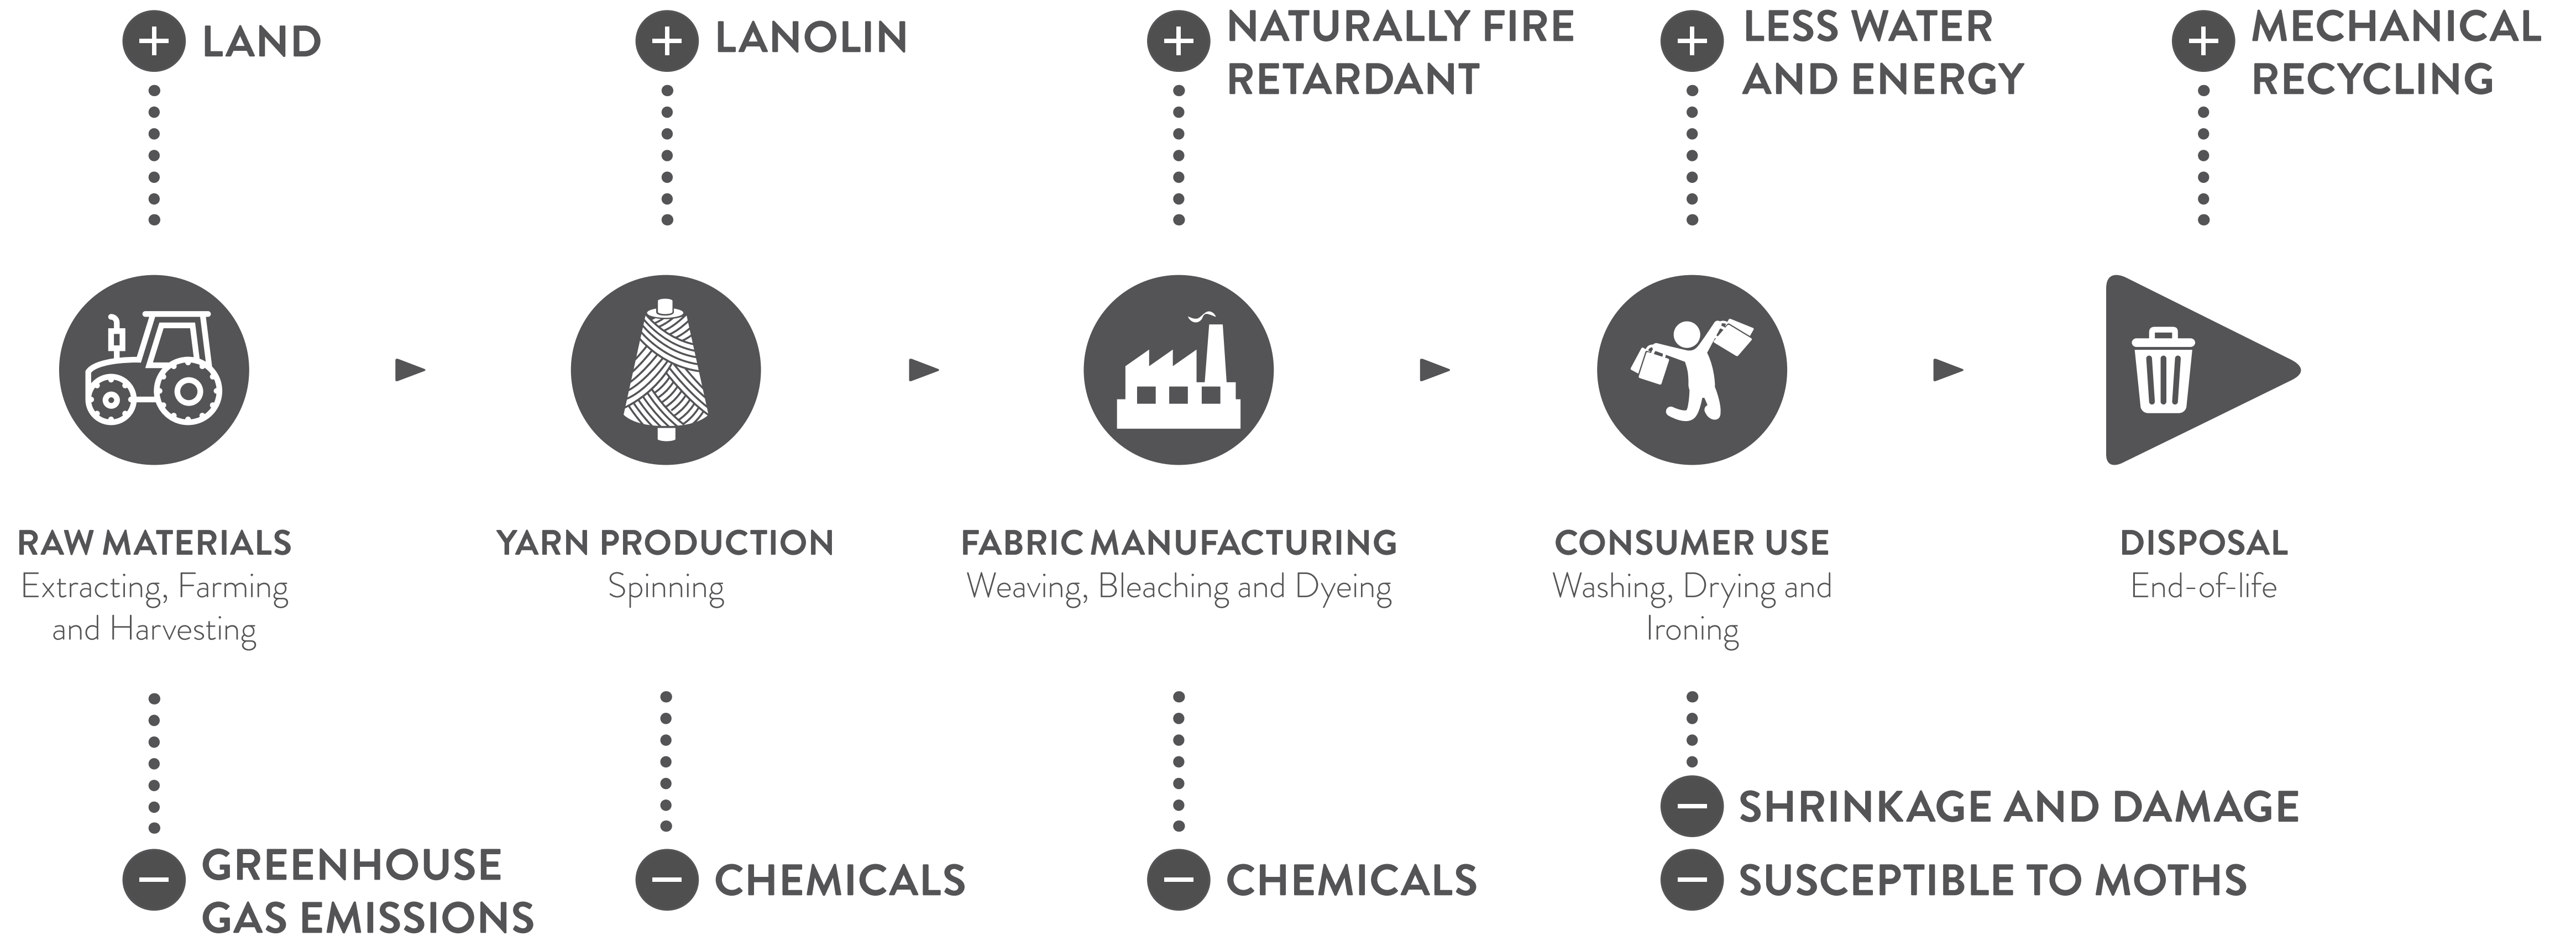 LAND
LANOLIN
NATURALLY FIRE
RETARDANT
LESS WATER
AND ENERGY
MECHANICAL
RECYCLING
RAW MATERIALS
Extracting, Farming
and Harvesting
YARN PRODUCTION
Spinning
FABRIC MANUFACTURING
Weaving, Bleaching and Dyeing
CONSUMER USE
Washing, Drying and
Ironing
DISPOSAL
End-of-life
GREENHOUSE
GAS EMISSIONS
CHEMICALS
CHEMICALS
SHRINKAGE AND DAMAGE
SUSCEPTIBLE TO MOTHS